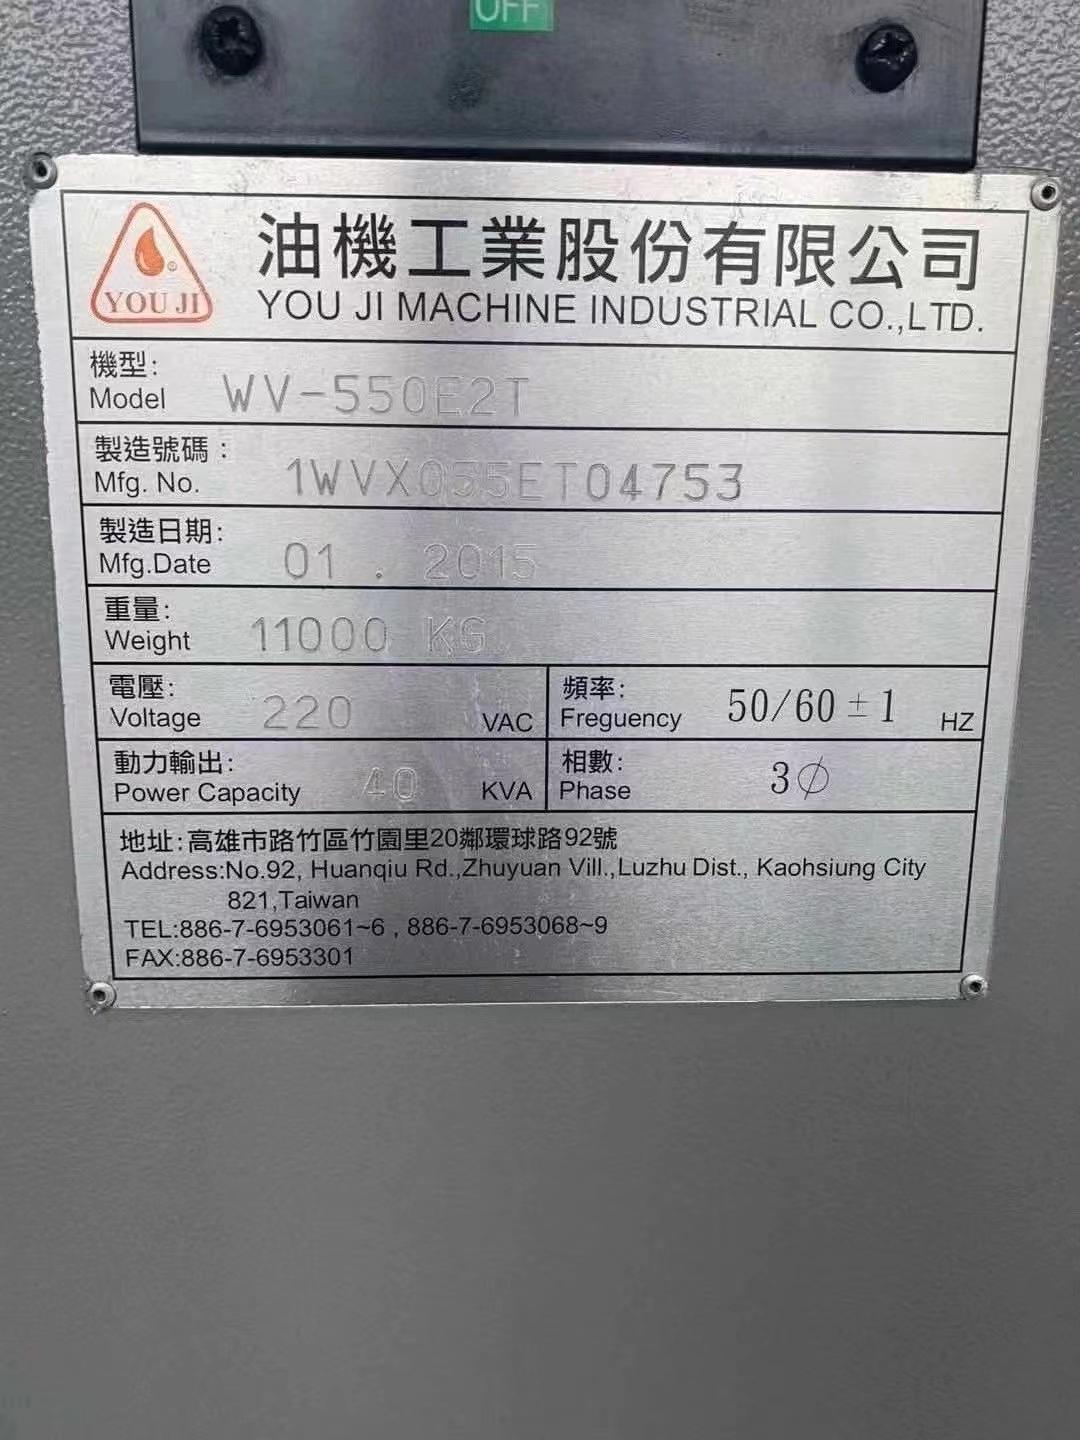 OFF
YOU JI
®
油機工業股份有限公司
YOU JI MACHINE INDUSTRIAL CO.,LTD.
機型:
Model WV-550E2T
製造號碼:
Mfg. No. 1WVX055ET04753
製造日期:
Mfg.Date 01 . 2015
重量:
Weight 11000 KG
電壓:
Voltage 220 VAC
頻率:
Freguency 50/60±1 HZ
動力輸出:
Power Capacity 40 KVA
相數:
Phase 3∅
地址:高雄市路竹區竹園里20鄰環球路92號
Address:No.92, Huanqiu Rd.,Zhuyuan Vill.,Luzhu Dist., Kaohsiung City
821,Taiwan
TEL:886-7-6953061~6 , 886-7-6953068~9
FAX:886-7-6953301